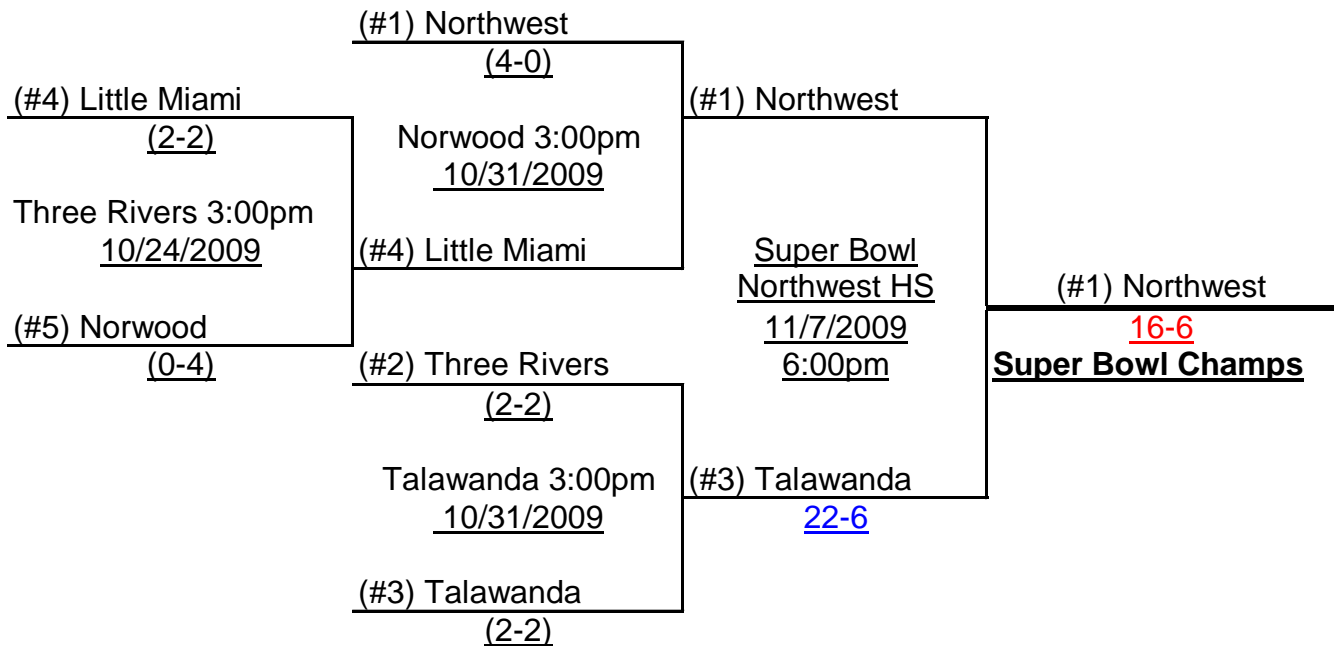 (#1) Northwest
(4-0)
(#4) Little Miami
(#1) Northwest
(2-2)
Norwood 3:00pm
10/31/2009
Three Rivers 3:00pm
10/24/2009
(#4) Little Miami
Super Bowl
Northwest HS
(#1) Northwest
(#5) Norwood
11/7/2009
16-6
(0-4)
(#2) Three Rivers
6:00pm
Super Bowl Champs
(2-2)
Talawanda 3:00pm
(#3) Talawanda
10/31/2009
22-6
(#3) Talawanda
(2-2)